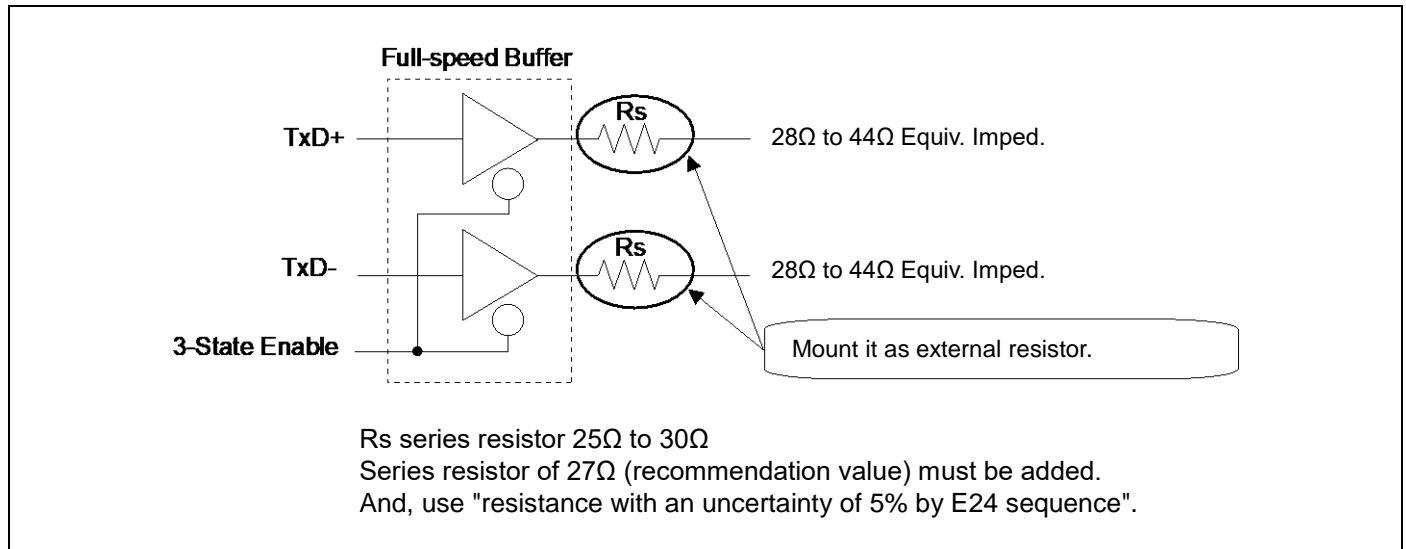 Full-speed Buffer
Rs
TxD+
28Ω to 44Ω Equiv. Imped.
Rs
TxD-
28Ω to 44Ω Equiv. Imped.
3-State Enable
Mount it as external resistor.
Rs series resistor 25Ω to 30Ω
Series resistor of 27Ω (recommendation value) must be added.
And, use "resistance with an uncertainty of 5% by E24 sequence".